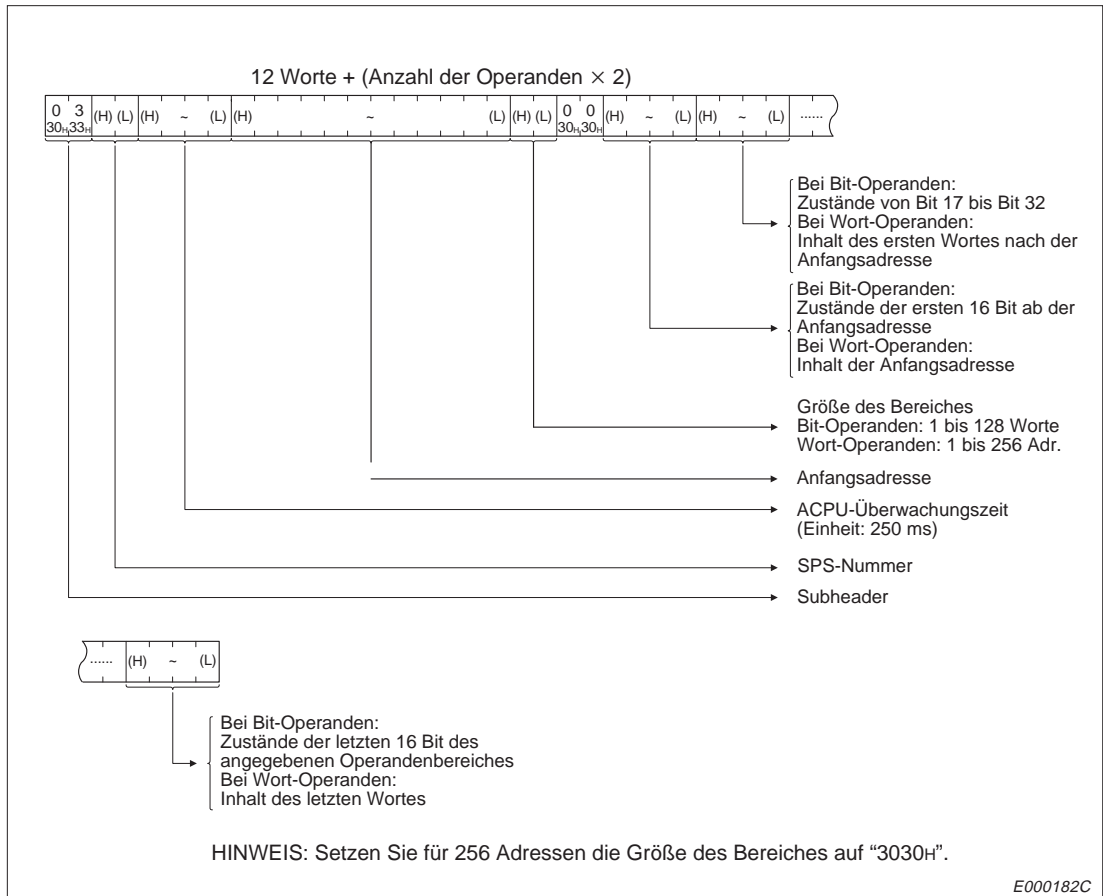 12 Worte + (Anzahl der Operanden × 2)
0 3 (H) (L) (H) ~ (L) (H) ~ (L) (H) (L) 0 0 (H) ~ (L) (H) ~ (L) ······
30H 33H 30H 30H
Bei Bit-Operanden:
Zustände von Bit 17 bis Bit 32
Bei Wort-Operanden:
Inhalt des ersten Wortes nach der
Anfangsadresse
Bei Bit-Operanden:
Zustände der ersten 16 Bit ab der
Anfangsadresse
Bei Wort-Operanden:
Inhalt der Anfangsadresse
Größe des Bereiches
Bit-Operanden: 1 bis 128 Worte
Wort-Operanden: 1 bis 256 Adr.
Anfangsadresse
ACPU-Überwachungszeit
(Einheit: 250 ms)
SPS-Nummer
Subheader
······ (H) ~ (L)
Bei Bit-Operanden:
Zustände der letzten 16 Bit des
angegebenen Operandenbereiches
Bei Wort-Operanden:
Inhalt des letzten Wortes
HINWEIS: Setzen Sie für 256 Adressen die Größe des Bereiches auf “3030H”.
E000182C